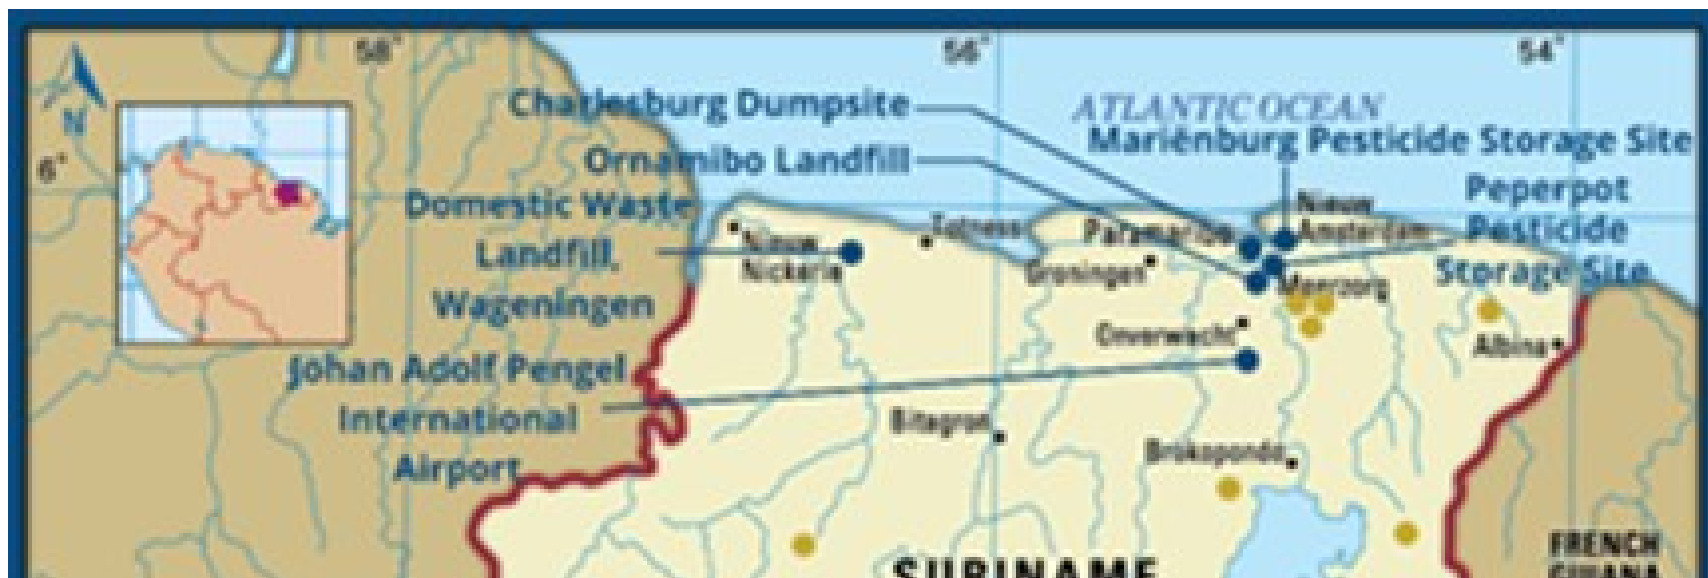 58°
56°
54°
N
6°
Charlesburg Dumpsite
ATLANTIC OCEAN
Mariënburg Pesticide Storage Site
Ornamibo Landfill
Peperpot
Pesticide
Storage Site
Domestic Waste
Landfill,
Wageningen
Nieuw
Nickerie
Totness
Paramaribo
Nieuw
Amsterdam
Groningen
Meerzorg
Onverwacht
Albina
Johan Adolf Pengel
International
Airport
Bitagron
Brokopondo
SURINAME
FRENCH
GUIANA